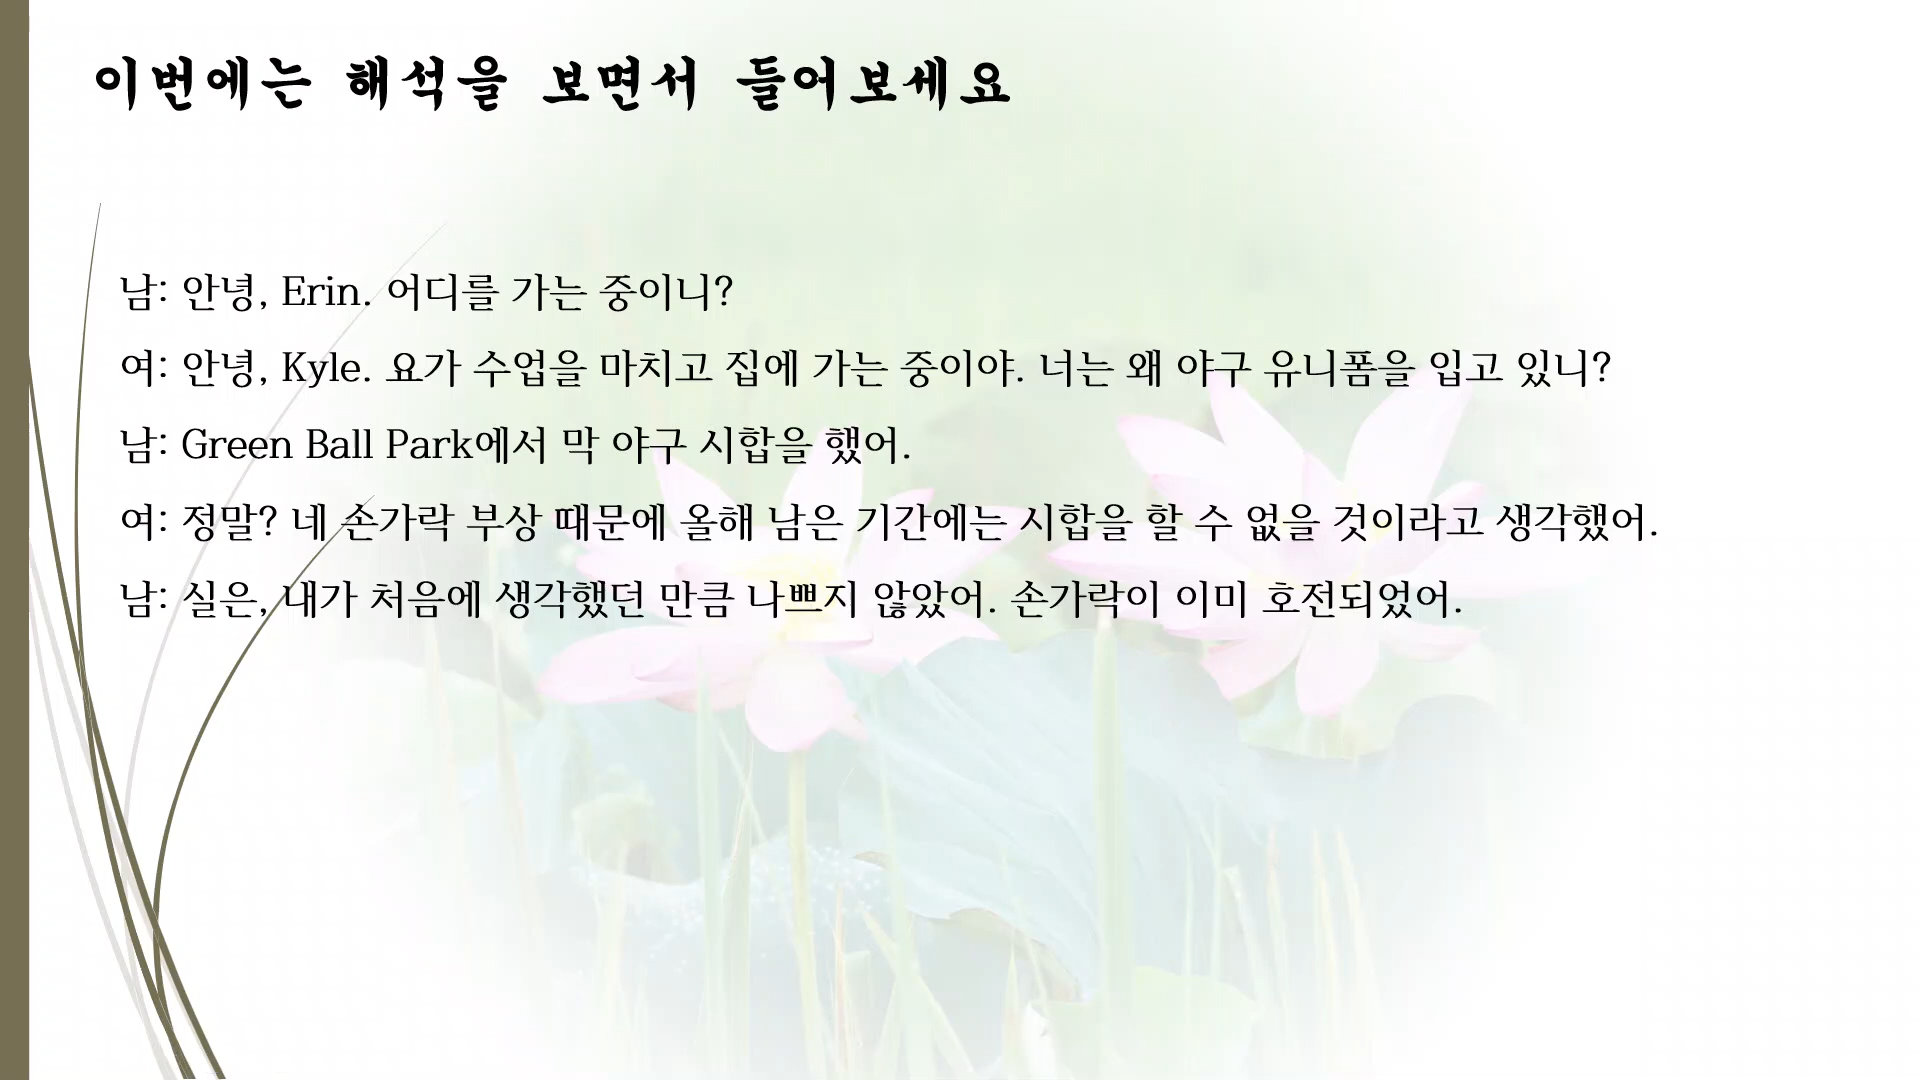 이번에는 해석을 보면서 들어보세요
남: 안녕, Erin. 어디를 가는 중이니?
여: 안녕, Kyle. 요가 수업을 마치고 집에 가는 중이야. 너는 왜 야구 유니폼을 입고 있니?
남: Green Ball Park에서 막 야구 시합을 했어.
여: 정말? 네 손가락 부상 때문에 올해 남은 기간에는 시합을 할 수 없을 것이라고 생각했어.
남: 실은, 내가 처음에 생각했던 만큼 나쁘지 않았어. 손가락이 이미 호전되었어.